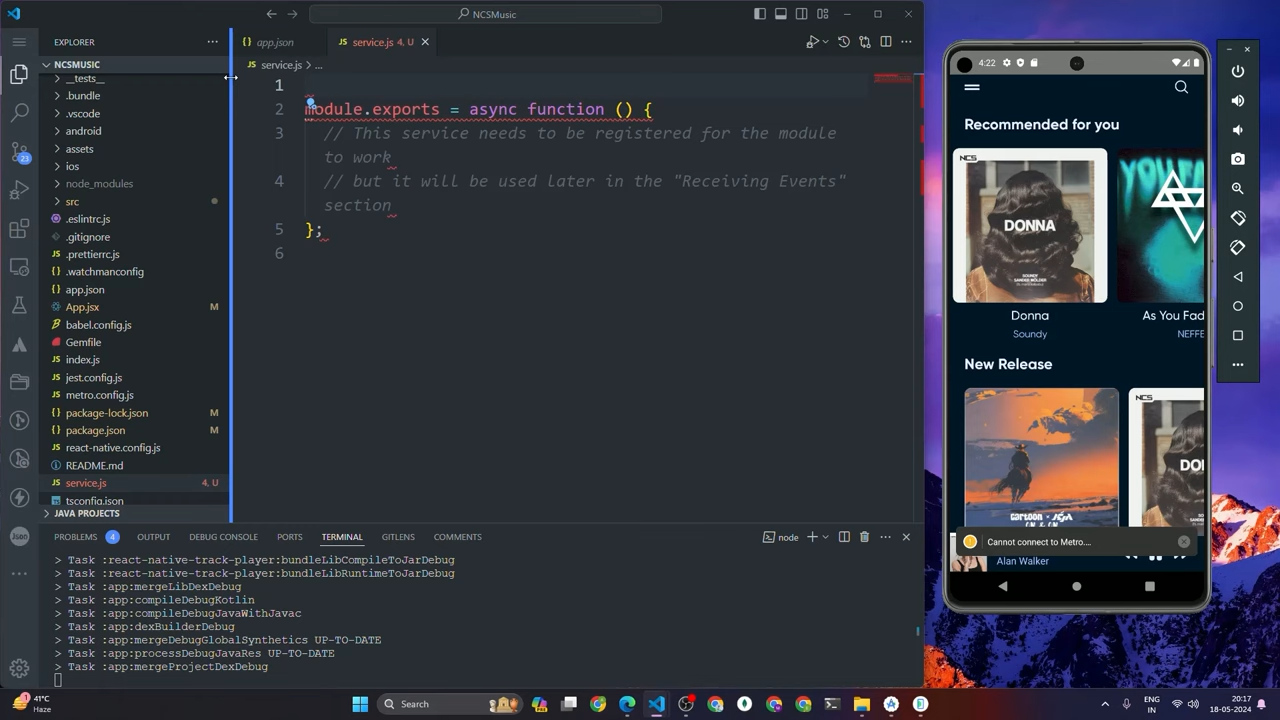 NCSMusic
EXPLORER
app.json
service.js 4, U
NCSMUSIC
service.js > ...
__tests__
.bundle
.vscode
android
assets
ios
node_modules
src
.eslintrc.js
.gitignore
.prettierrc.js
.watchmanconfig
app.json
App.jsx M
babel.config.js
Gemfile
index.js
jest.config.js
metro.config.js
package-lock.json M
package.json M
react-native.config.js
README.md
service.js 4, U
tsconfig.json
JAVA PROJECTS
23
Json
1
2 module.exports = async function () {
3 // This service needs to be registered for the module
to work
4 // but it will be used later in the "Receiving Events"
section
5 };
6
PROBLEMS 4 OUTPUT DEBUG CONSOLE PORTS TERMINAL GITLENS COMMENTS
node
> Task :react-native-track-player:bundleLibCompileToJarDebug
> Task :react-native-track-player:bundleLibRuntimeToJarDebug
> Task :app:mergeLibDexDebug
> Task :app:compileDebugKotlin
> Task :app:compileDebugJavaWithJavac
> Task :app:dexBuilderDebug
> Task :app:mergeDebugGlobalSynthetics UP-TO-DATE
> Task :app:processDebugJavaRes UP-TO-DATE
> Task :app:mergeProjectDexDebug
4:22
Recommended for you
NCS
DONNA
Donna
Soundy
As You Fad
NEFFE
New Release
NCS
Cannot connect to Metro....
Alan Walker
1
41°C
Haze
Search
ENG
IN
20:17
18-05-2024